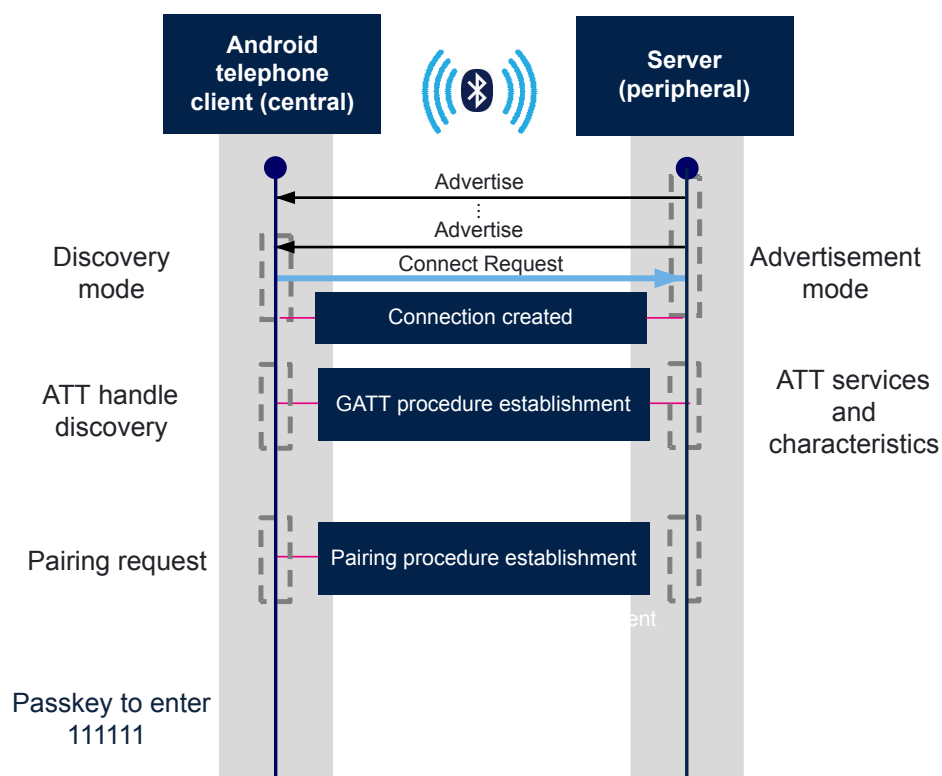 Android
telephone
client (central)
Server
(peripheral)
Advertise
Advertise
Connect Request
Discovery
mode
Advertisement
mode
Connection created
ATT handle
discovery
GATT procedure establishment
ATT services
and
characteristics
Pairing request
Pairing procedure establishment
ent
Passkey to enter
111111